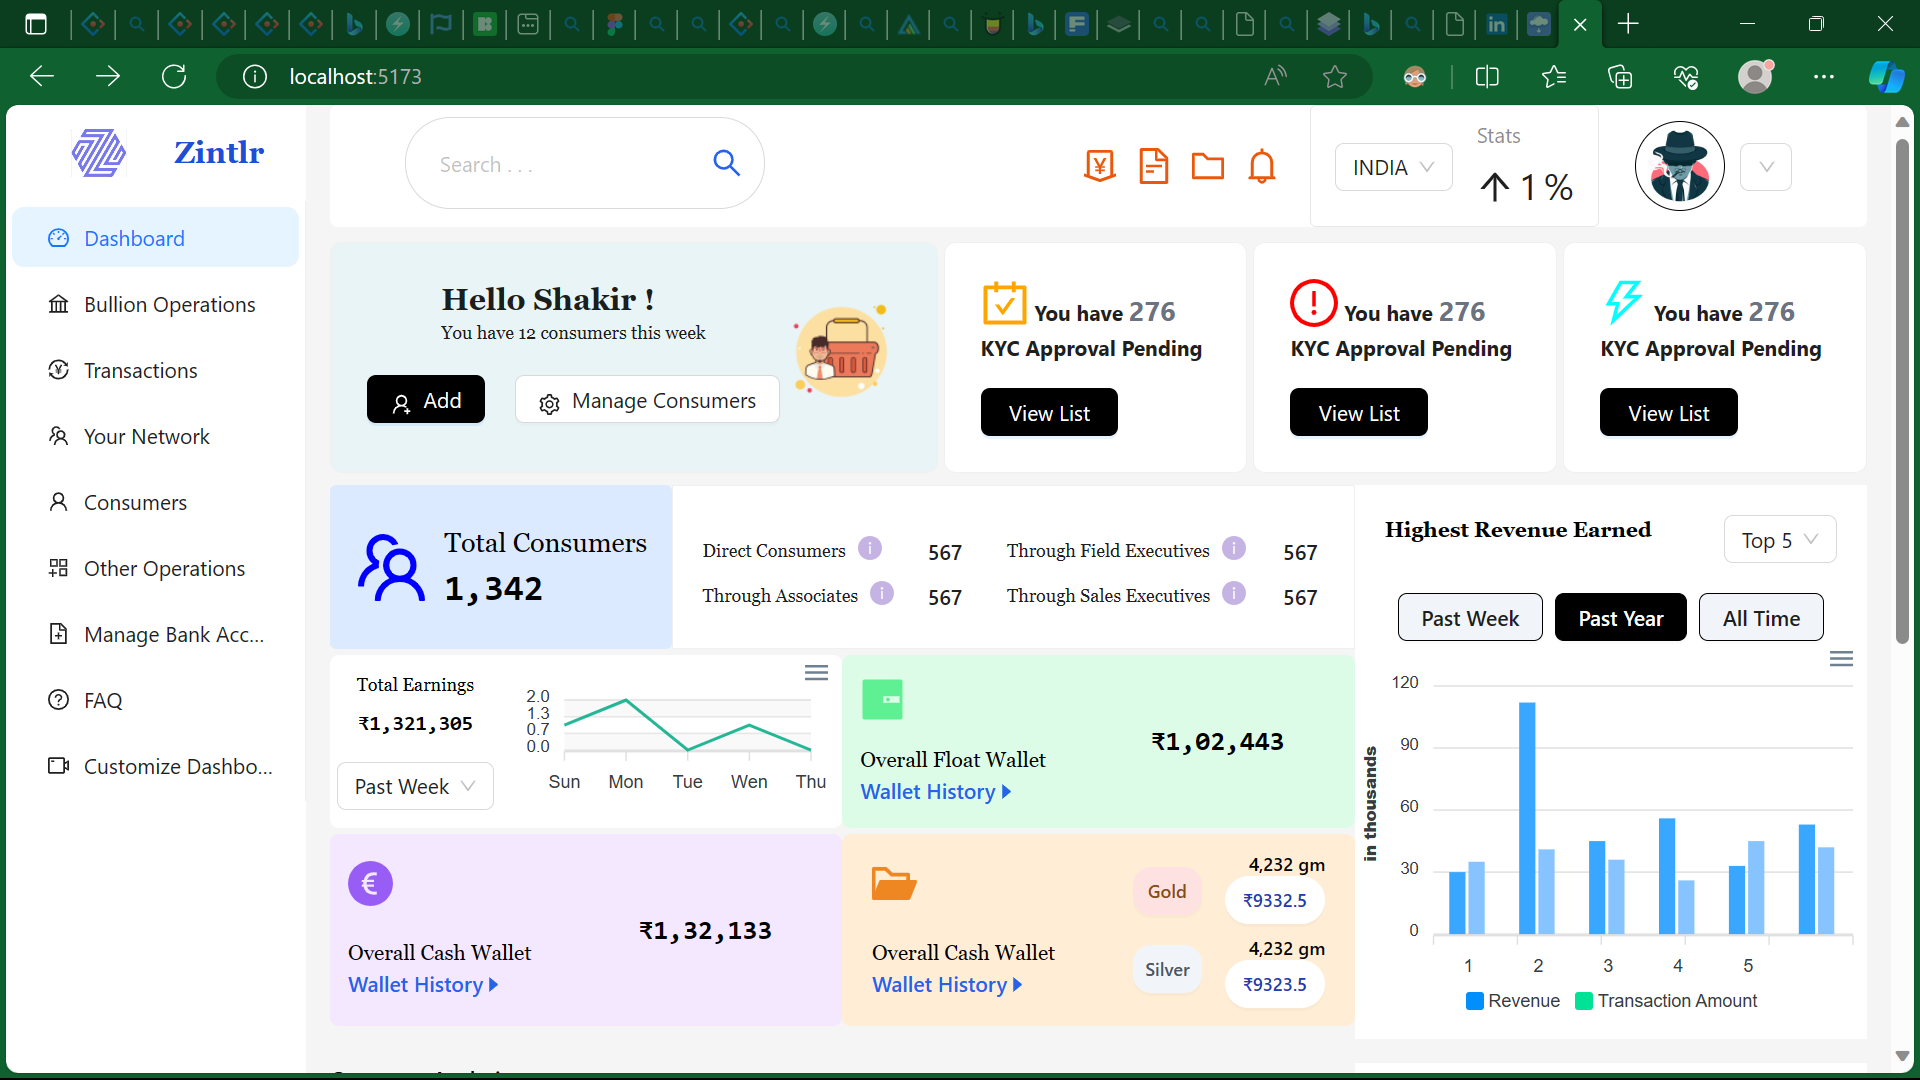 localhost:5173
Zintlr
Search . . .
INDIA
Stats
1 %
Dashboard
Bullion Operations
Transactions
Your Network
Consumers
Other Operations
Manage Bank Acc...
FAQ
Customize Dashbo...
Hello Shakir !
You have 12 consumers this week
Add
Manage Consumers
You have 276
KYC Approval Pending
View List
You have 276
KYC Approval Pending
View List
You have 276
KYC Approval Pending
View List
Total Consumers
1,342
Direct Consumers 567
Through Field Executives 567
Through Associates 567
Through Sales Executives 567
Highest Revenue Earned
Top 5
Past Week
Past Year
All Time
Total Earnings
₹1,321,305
Past Week
2.0
1.3
0.7
0.0
Sun Mon Tue Wen Thu
Overall Float Wallet
Wallet History
₹1,02,443
Overall Cash Wallet
Wallet History
₹1,32,133
Overall Cash Wallet
Wallet History
Gold
4,232 gm
₹9332.5
Silver
4,232 gm
₹9323.5
in thousands
120
90
60
30
0
1 2 3 4 5
Revenue
Transaction Amount